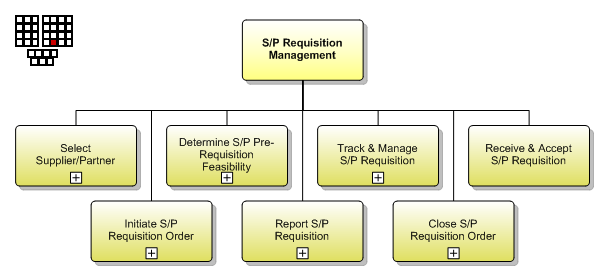 S/P Requisition
Management
Select
Supplier/Partner
Determine S/P Pre-
Requisition
Feasibility
Track & Manage
S/P Requisition
Receive & Accept
S/P Requisition
Initiate S/P
Requisition Order
Report S/P
Requisition
Close S/P
Requisition Order